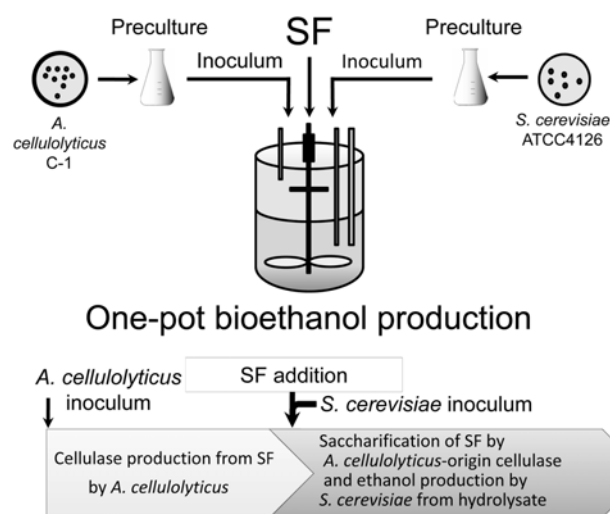 Preculture
SF
Preculture
Inoculum
Inoculum
A.
cellulolyticus
C-1
S. cerevisiae
ATCC4126
One-pot bioethanol production
A. cellulolyticus
inoculum
SF addition
S. cerevisiae inoculum
Cellulase production from SF
by A. cellulolyticus
Saccharification of SF by
A. cellulolyticus-origin cellulase
and ethanol production by
S. cerevisiae from hydrolysate